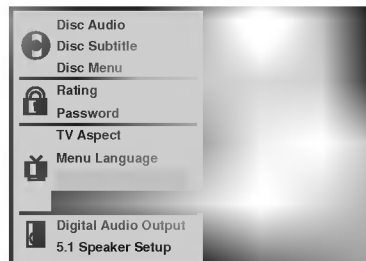 Disc Audio
Disc Subtitle
Disc Menu
Rating
Password
TV Aspect
Menu Language
Digital Audio Output
5.1 Speaker Setup